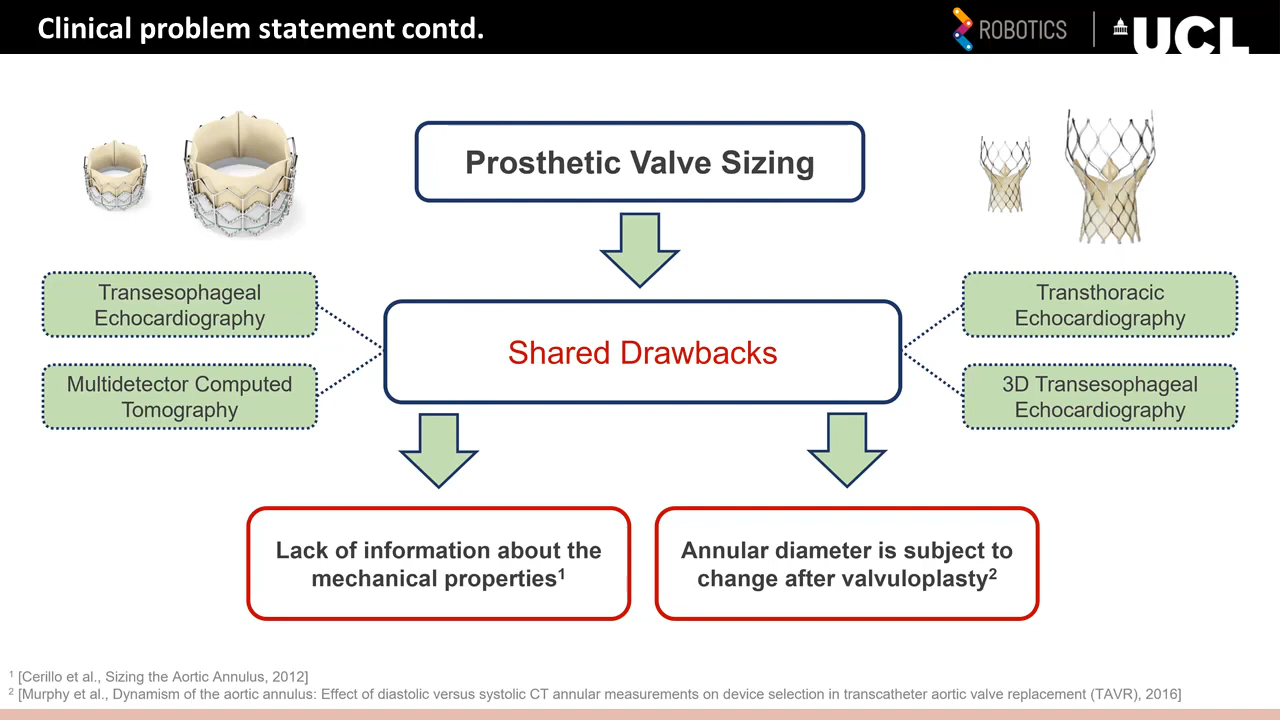 Clinical problem statement contd.
ROBOTICS
UCL
Prosthetic Valve Sizing
Transesophageal
Echocardiography
Multidetector Computed
Tomography
Shared Drawbacks
Transthoracic
Echocardiography
3D Transesophageal
Echocardiography
Lack of information about the
mechanical properties¹
Annular diameter is subject to
change after valvuloplasty²
¹ [Cerillo et al., Sizing the Aortic Annulus, 2012]
² [Murphy et al., Dynamism of the aortic annulus: Effect of diastolic versus systolic CT annular measurements on device selection in transcatheter aortic valve replacement (TAVR), 2016]